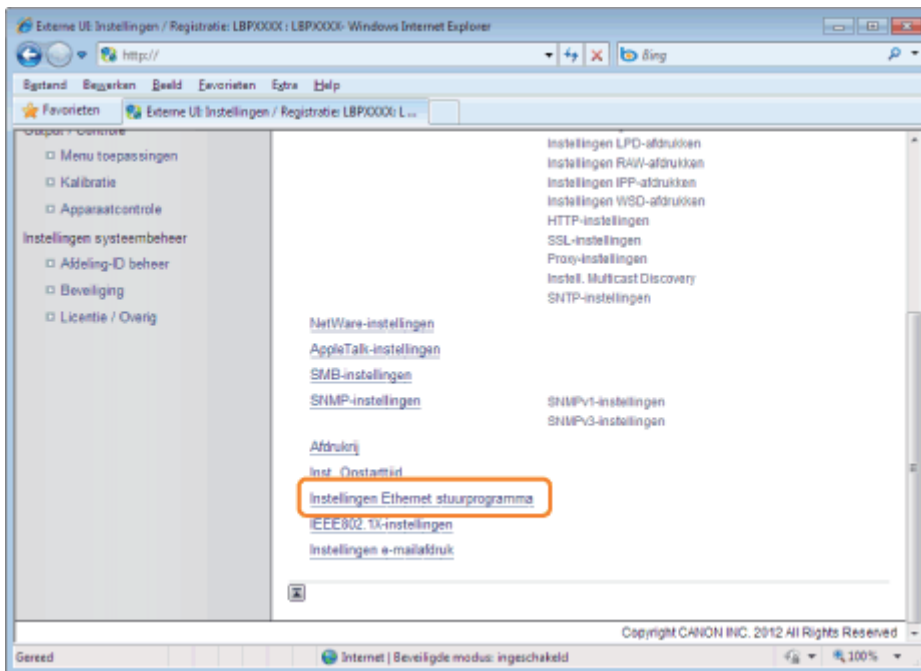 Externe UI: Instellingen / Registratie: LBPXXXX : LBPXXXX- Windows Internet Explorer
http://
Bing
Bestand Bewerken Beeld Favorieten Extra Help
Favorieten
Externe UI: Instellingen / Registratie: LBPXXXX: L...
Output / Controle
Menu toepassingen
Kalibratie
Apparaatcontrole
Instellingen systeembeheer
Afdeling-ID beheer
Beveiliging
Licentie / Overig
Instellingen LPD-afdrukken
Instellingen RAW-afdrukken
Instellingen IPP-afdrukken
Instellingen WSD-afdrukken
HTTP-instellingen
SSL-instellingen
Proxy-instellingen
Instell. Multicast Discovery
SNTP-instellingen
NetWare-instellingen
AppleTalk-instellingen
SMB-instellingen
SNMP-instellingen
SNMPv1-instellingen
SNMPv3-instellingen
Afdrukrij
Inst. Opstarttijd
Instellingen Ethernet stuurprogramma
IEEE802.1X-instellingen
Instellingen e-mailafdruk
Copyright CANON INC. 2012 All Rights Reserved
Gereed
Internet | Beveiligde modus: ingeschakeld
100%